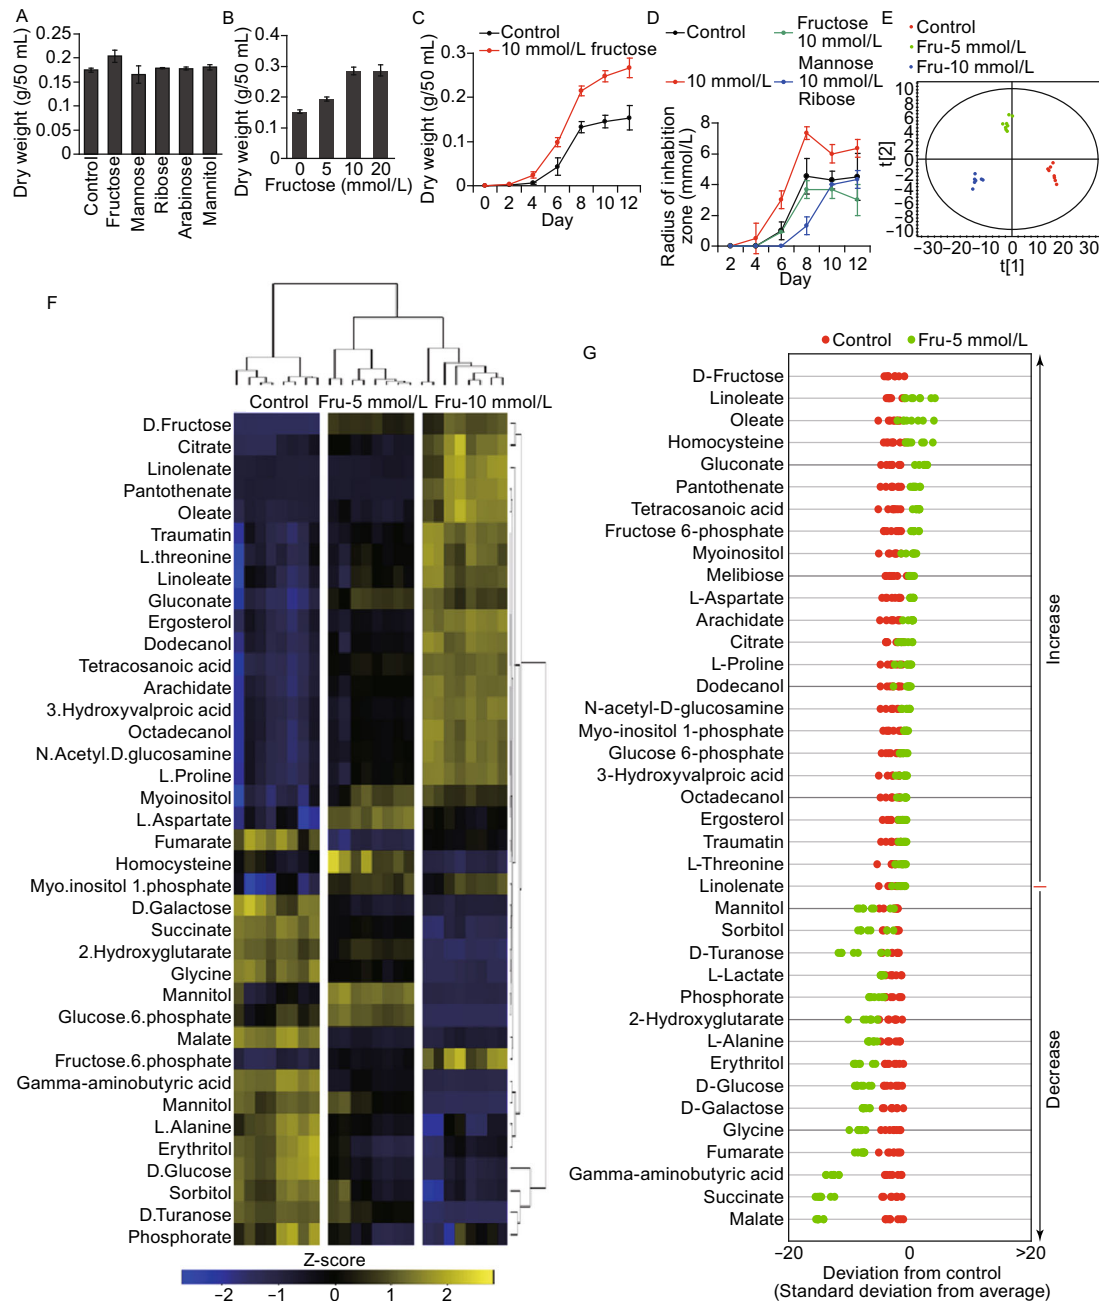 A
Dry weight (g/50 mL)
0.25
0.2
0.15
0.1
0.05
0
Control
Fructose
Mannose
Ribose
Arabinose
Mannitol
B
Dry weight (g/50 mL)
0.4
0.3
0.2
0.1
0
0 5 10 20
Fructose (mmol/L)
C
Control
10 mmol/L fructose
Dry weight (g/50 mL)
0.3
0.2
0.1
0
0 2 4 6 8 10 12
Day
D
Control
Fructose
10 mmol/L
10 mmol/L
Mannose
10 mmol/L
Ribose
Radius of inhabition
zone (mmol/L)
8
6
4
2
0
2 4 6 8 10 12
Day
E
Control
Fru-5 mmol/L
Fru-10 mmol/L
t[2]
10
8
6
4
2
0
−2
−4
−6
−8
−10
−30 −20 −10 0 10 20 30
t[1]
F
Control Fru-5 mmol/L Fru-10 mmol/L
D.Fructose
Citrate
Linolenate
Pantothenate
Oleate
Traumatin
L.threonine
Linoleate
Gluconate
Ergosterol
Dodecanol
Tetracosanoic acid
Arachidate
3.Hydroxyvalproic acid
Octadecanol
N.Acetyl.D.glucosamine
L.Proline
Myoinositol
L.Aspartate
Fumarate
Homocysteine
Myo.inositol 1.phosphate
D.Galactose
Succinate
2.Hydroxyglutarate
Glycine
Mannitol
Glucose.6.phosphate
Malate
Fructose.6.phosphate
Gamma-aminobutyric acid
Mannitol
L.Alanine
Erythritol
D.Glucose
Sorbitol
D.Turanose
Phosphorate
Z-score
−2 −1 0 1 2
G
Control Fru-5 mmol/L
D-Fructose
Linoleate
Oleate
Homocysteine
Gluconate
Pantothenate
Tetracosanoic acid
Fructose 6-phosphate
Myoinositol
Melibiose
L-Aspartate
Arachidate
Citrate
L-Proline
Dodecanol
N-acetyl-D-glucosamine
Myo-inositol 1-phosphate
Glucose 6-phosphate
3-Hydroxyvalproic acid
Octadecanol
Ergosterol
Traumatin
L-Threonine
Linolenate
Mannitol
Sorbitol
D-Turanose
L-Lactate
Phosphorate
2-Hydroxyglutarate
L-Alanine
Erythritol
D-Glucose
D-Galactose
Glycine
Fumarate
Gamma-aminobutyric acid
Succinate
Malate
Increase
Decrease
−20 0 >20
Deviation from control
(Standard deviation from average)